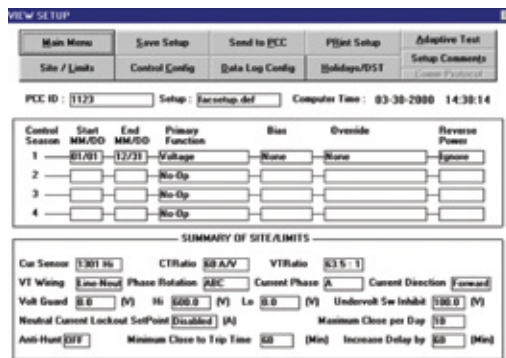 VIEW SETUP
Main Menu Save Setup Send to PCC PRint Setup Adaptive Text
Site / Limits Control Config Data Log Config Holidays/DST Setup Comments
Comm Protocol
PCC ID : 1123 Setup : facsetup.def Computer Time : 03-30-2000 14:30:14
Control Season Start MM/DD End MM/DD Primary Function Bias Override Reverse Power
1 01/01 12/31 Voltage None None Ignore
2 No-Op
3 No-Op
4 No-Op
SUMMARY OF SITE/LIMITS
Cur Sensor 1301 Hi CTRatio 60 A/V VTRatio 63.5 : 1
VT Wiring Line-Neut Phase Rotation ABC Current Phase A Current Direction Forward
Volt Guard 0.0 (V) Hi 600.0 (V) Lo 0.0 (V) Undervolt Sw Inhibit 100.0 (V)
Neutral Current Lockout SetPoint Disabled (A) Maximum Close per Day 10
Anti-Hunt OFF Minimum Close to Trip Time 60 (Min) Increase Delay by 60 (Min)